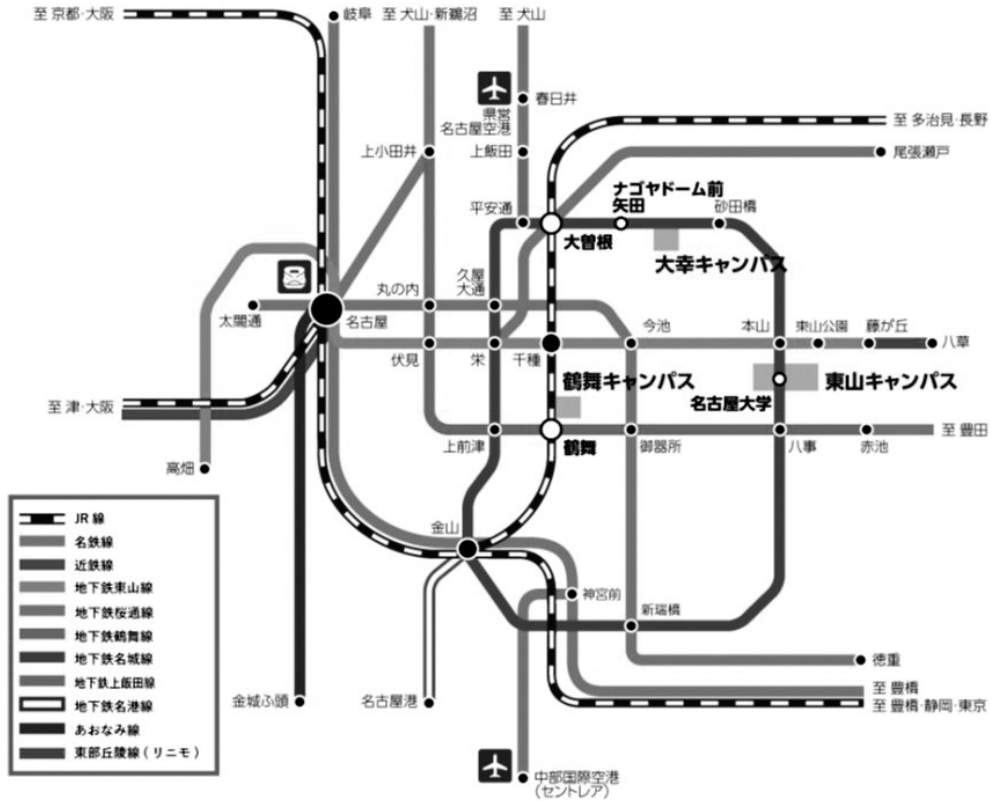 至 京都·大阪
岐阜
至 犬山·新鵜沼
至 犬山
春日井
県営
名古屋空港
至 多治見·長野
上小田井
上飯田
尾張瀬戸
ナゴヤドーム前
矢田
砂田橋
平安通
大曽根
大幸キャンパス
久屋
大通
丸の内
太閤通
名古屋
今池
本山
東山公園
藤が丘
八草
伏見
栄
千種
鶴舞キャンパス
東山キャンパス
名古屋大学
至 津·大阪
上前津
鶴舞
御器所
八事
赤池
至 豊田
高畑
金山
神宮前
新瑞橋
徳重
金城ふ頭
名古屋港
至 豊橋
至 豊橋·静岡·東京
中部国際空港
(セントレア)
JR 線
名鉄線
近鉄線
地下鉄東山線
地下鉄桜通線
地下鉄鶴舞線
地下鉄名城線
地下鉄上飯田線
地下鉄名港線
あおなみ線
東部丘陵線 ( リニモ )